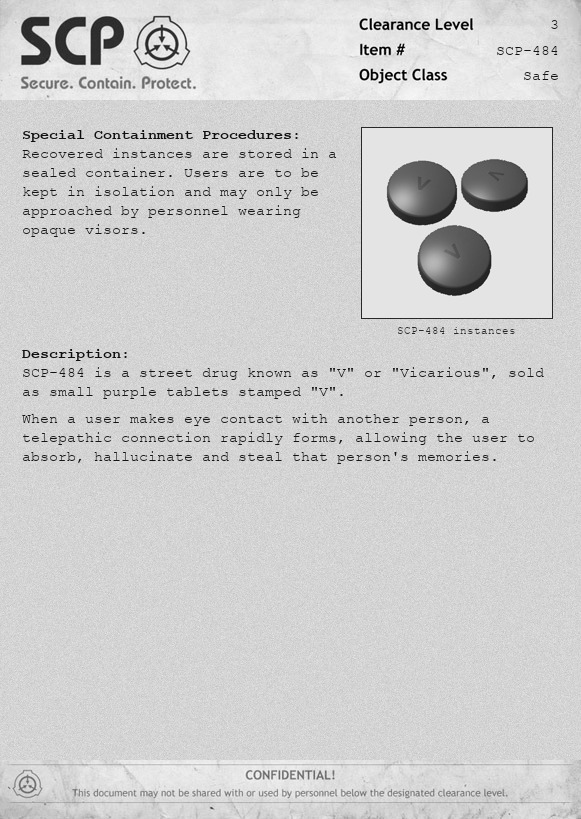 SCP
Secure. Contain. Protect.
Clearance Level 3
Item # SCP-484
Object Class Safe
Special Containment Procedures:
Recovered instances are stored in a
sealed container. Users are to be
kept in isolation and may only be
approached by personnel wearing
opaque visors.
V
V
V
SCP-484 instances
Description:
SCP-484 is a street drug known as "V" or "Vicarious", sold
as small purple tablets stamped "V".
When a user makes eye contact with another person, a
telepathic connection rapidly forms, allowing the user to
absorb, hallucinate and steal that person's memories.
CONFIDENTIAL!
This document may not be shared with or used by personnel below the designated clearance level.